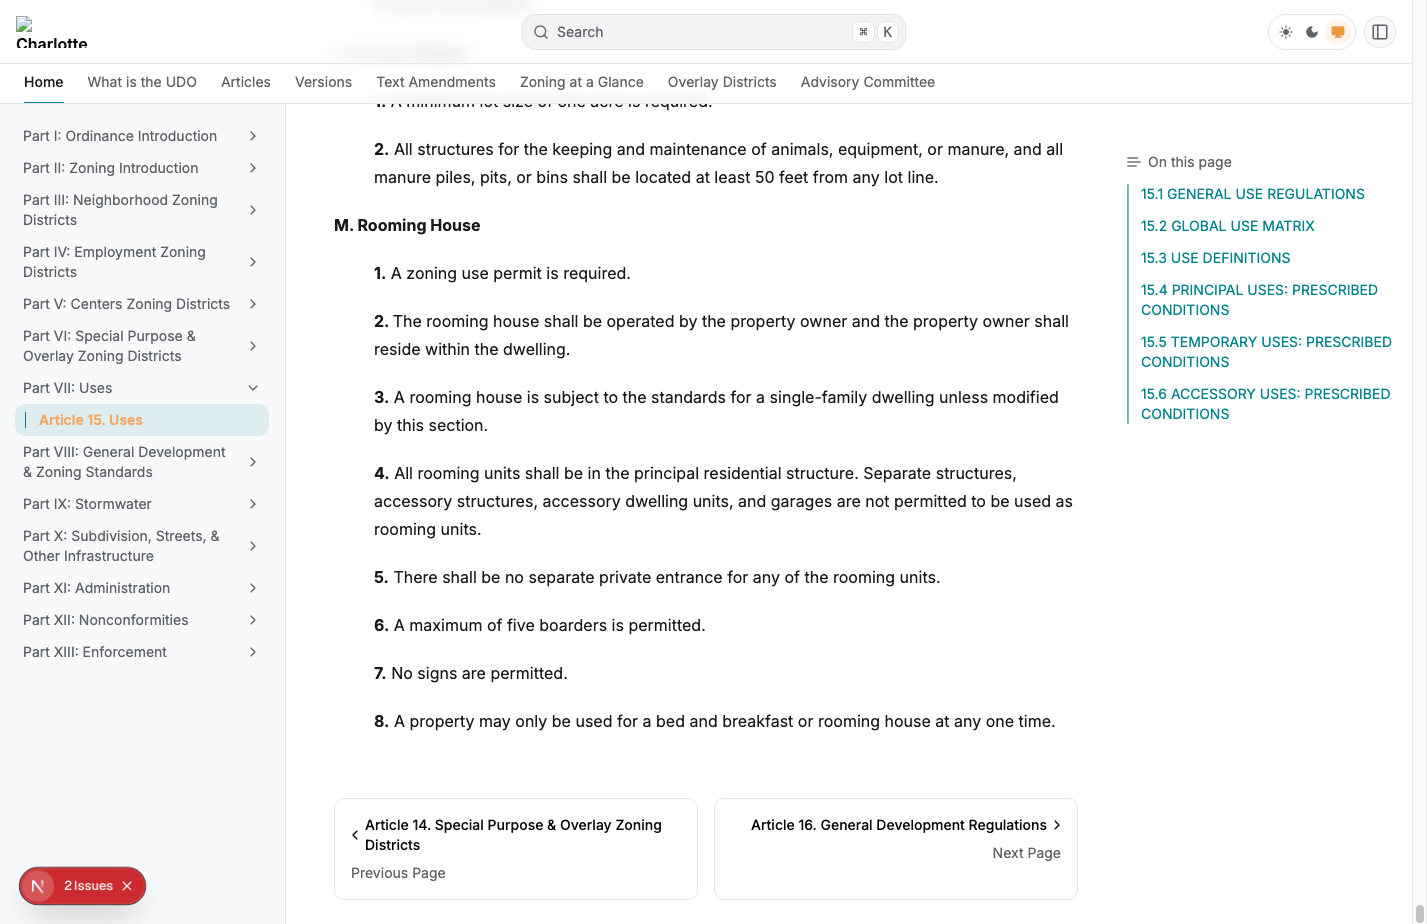 Charlotte
Search
⌘ K
Home What is the UDO Articles Versions Text Amendments Zoning at a Glance Overlay Districts Advisory Committee
Part I: Ordinance Introduction
Part II: Zoning Introduction
Part III: Neighborhood Zoning
Districts
Part IV: Employment Zoning
Districts
Part V: Centers Zoning Districts
Part VI: Special Purpose &
Overlay Zoning Districts
Part VII: Uses
Article 15. Uses
Part VIII: General Development
& Zoning Standards
Part IX: Stormwater
Part X: Subdivision, Streets, &
Other Infrastructure
Part XI: Administration
Part XII: Nonconformities
Part XIII: Enforcement
2 Issues
1. A minimum lot size of one acre is required.
2. All structures for the keeping and maintenance of animals, equipment, or manure, and all
manure piles, pits, or bins shall be located at least 50 feet from any lot line.
M. Rooming House
1. A zoning use permit is required.
2. The rooming house shall be operated by the property owner and the property owner shall
reside within the dwelling.
3. A rooming house is subject to the standards for a single-family dwelling unless modified
by this section.
4. All rooming units shall be in the principal residential structure. Separate structures,
accessory structures, accessory dwelling units, and garages are not permitted to be used as
rooming units.
5. There shall be no separate private entrance for any of the rooming units.
6. A maximum of five boarders is permitted.
7. No signs are permitted.
8. A property may only be used for a bed and breakfast or rooming house at any one time.
Article 14. Special Purpose & Overlay Zoning
Districts
Previous Page
Article 16. General Development Regulations
Next Page
On this page
15.1 GENERAL USE REGULATIONS
15.2 GLOBAL USE MATRIX
15.3 USE DEFINITIONS
15.4 PRINCIPAL USES: PRESCRIBED
CONDITIONS
15.5 TEMPORARY USES: PRESCRIBED
CONDITIONS
15.6 ACCESSORY USES: PRESCRIBED
CONDITIONS